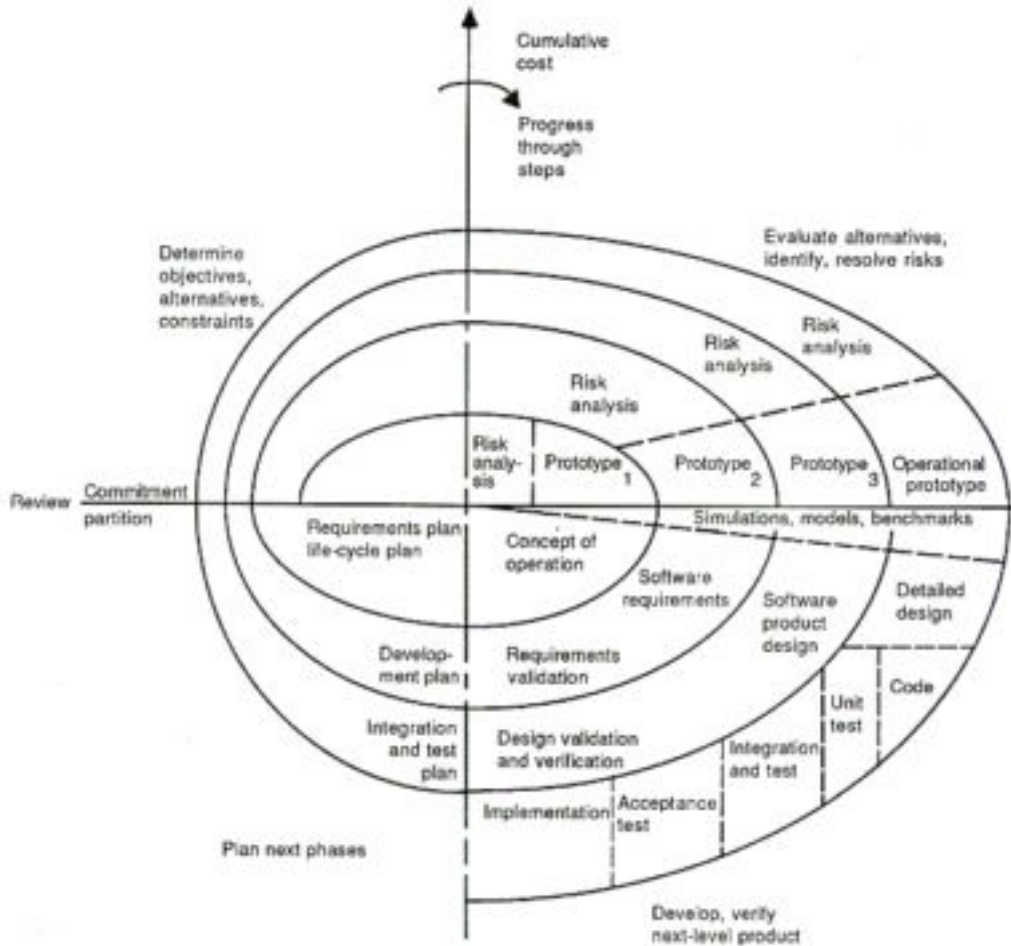 Cumulative
cost
Progress
through
steps
Determine
objectives,
alternatives,
constraints
Evaluate alternatives,
identify, resolve risks
Risk
analysis
Risk
analysis
Risk
analysis
Risk
analy-
sis
Prototype
1
Prototype
2
Prototype
3
Operational
prototype
Review
Commitment
partition
Simulations, models, benchmarks
Requirements plan
life-cycle plan
Concept of
operation
Software
requirements
Software
product
design
Detailed
design
Develop-
ment plan
Requirements
validation
Code
Unit
test
Integration
and test
plan
Design validation
and verification
Integration
and test
Acceptance
test
Implementation
Plan next phases
Develop, verify
next-level product